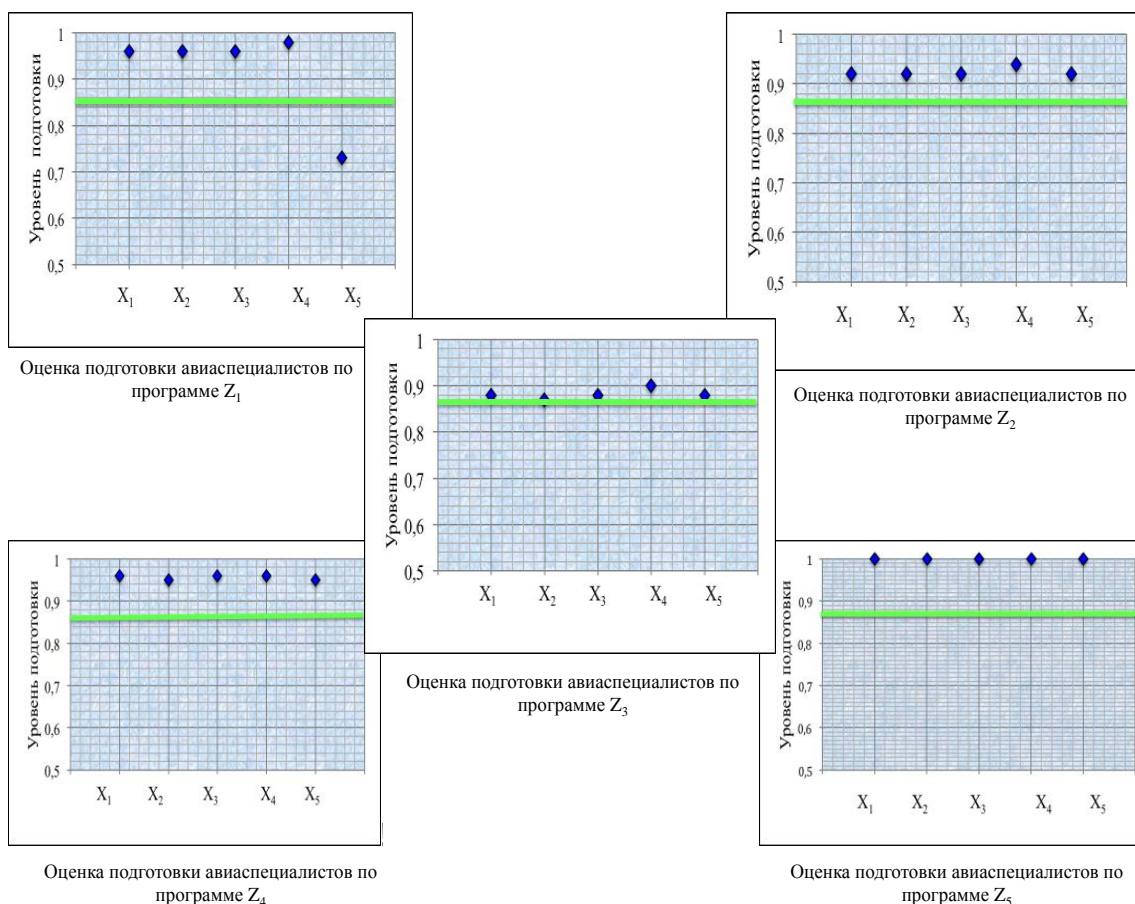 Уровень подготовки
1
0,9
0,8
0,7
0,6
0,5
X1 X2 X3 X4 X5
Оценка подготовки авиаспециалистов по
программе Z1
Уровень подготовки
1
0,9
0,8
0,7
0,6
0,5
X1 X2 X3 X4 X5
Оценка подготовки авиаспециалистов по
программе Z2
Уровень подготовки
1
0,9
0,8
0,7
0,6
0,5
X1 X2 X3 X4 X5
Оценка подготовки авиаспециалистов по
программе Z3
Уровень подготовки
1
0,9
0,8
0,7
0,6
0,5
X1 X2 X3 X4 X5
Оценка подготовки авиаспециалистов по
программе Z4
Уровень подготовки
1
0,9
0,8
0,7
0,6
0,5
X1 X2 X3 X4 X5
Оценка подготовки авиаспециалистов по
программе Z5